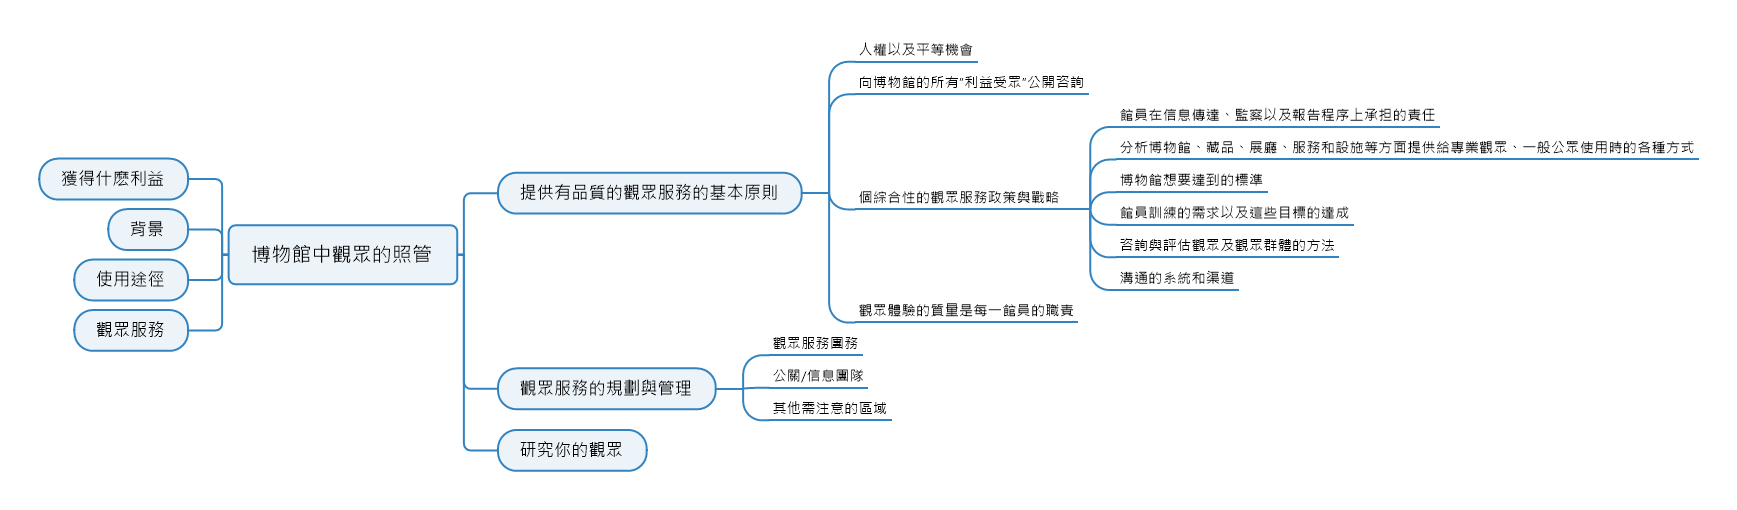 博物館中觀眾的照管
獲得什麽利益
背景
使用途徑
觀眾服務
提供有品質的觀眾服務的基本原則
人權以及平等機會
向博物館的所有"利益受眾"公開咨詢
個綜合性的觀眾服務政策與戰略
館員在信息傳達、監察以及報告程序上承担的責任
分析博物館、藏品、展廳、服務和設施等方面提供給專業觀眾、一般公眾使用時的各種方式
博物館想要達到的標準
館員訓練的需求以及這些目標的達成
咨詢與評估觀眾及觀眾群體的方法
溝通的系統和渠道
觀眾體驗的質量是每一館員的職責
觀眾服務的規劃與管理
觀眾服務團務
公關/信息團隊
其他需注意的區域
研究你的觀眾